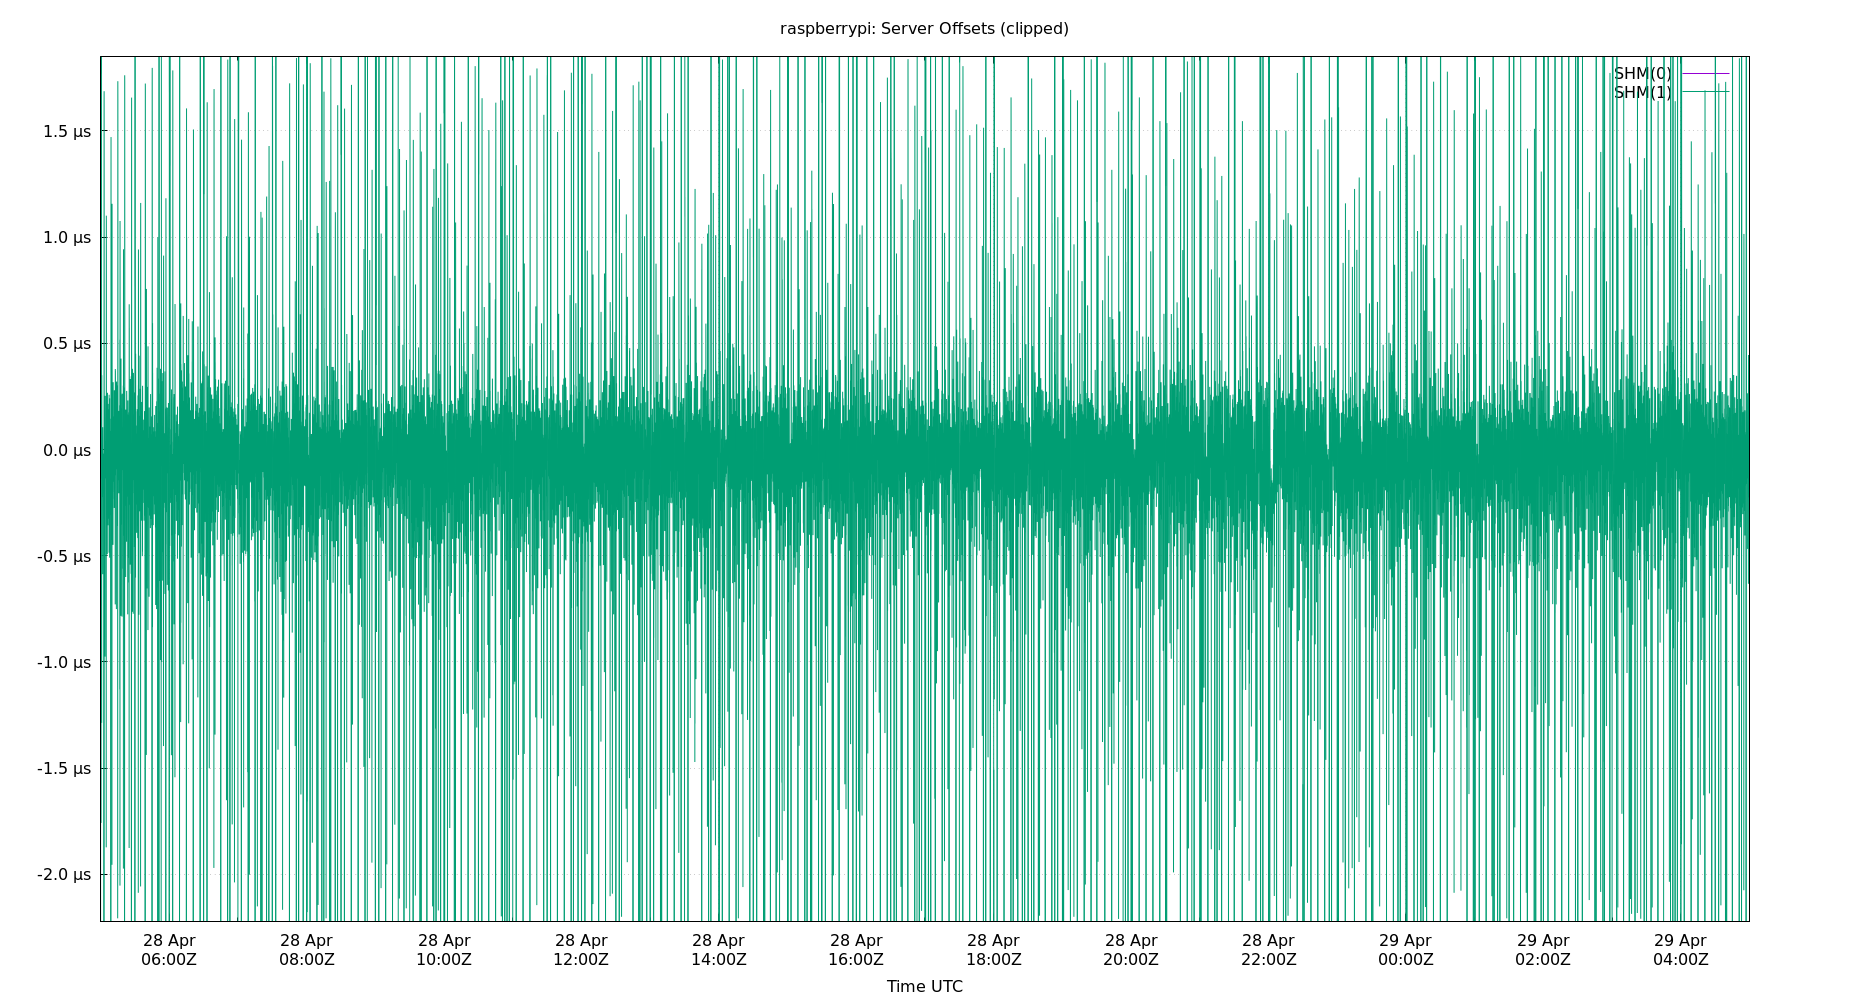 raspberrypi: Server Offsets (clipped)
SHM(0)
SHM(1)
1.5 µs
1.0 µs
0.5 µs
0.0 µs
-0.5 µs
-1.0 µs
-1.5 µs
-2.0 µs
28 Apr 28 Apr 28 Apr 28 Apr 28 Apr 28 Apr 28 Apr 28 Apr 28 Apr 29 Apr 29 Apr 29 Apr
06:00Z 08:00Z 10:00Z 12:00Z 14:00Z 16:00Z 18:00Z 20:00Z 22:00Z 00:00Z 02:00Z 04:00Z
Time UTC